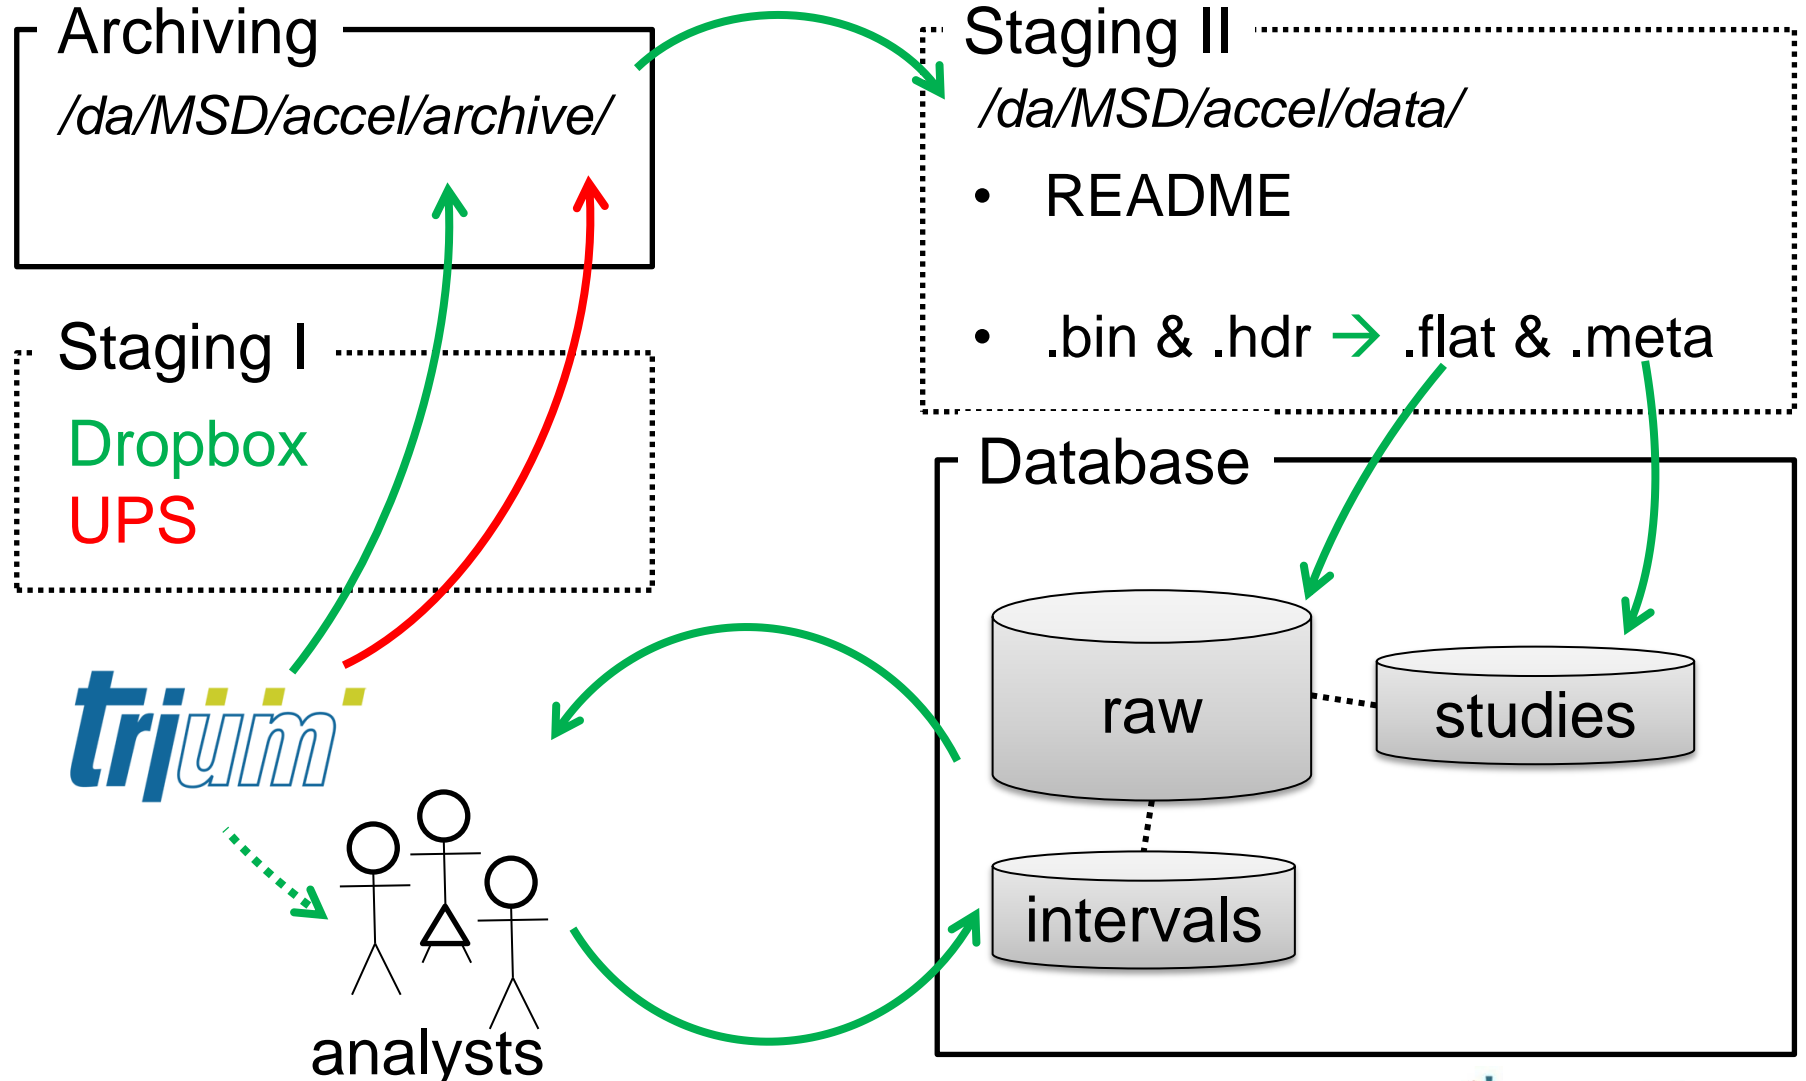 Archiving
/da/MSD/accel/archive/
Staging I
Dropbox
UPS
trium
analysts
Staging II
/da/MSD/accel/data/
• README
• .bin & .hdr → .flat & .meta
Database
raw
studies
intervals